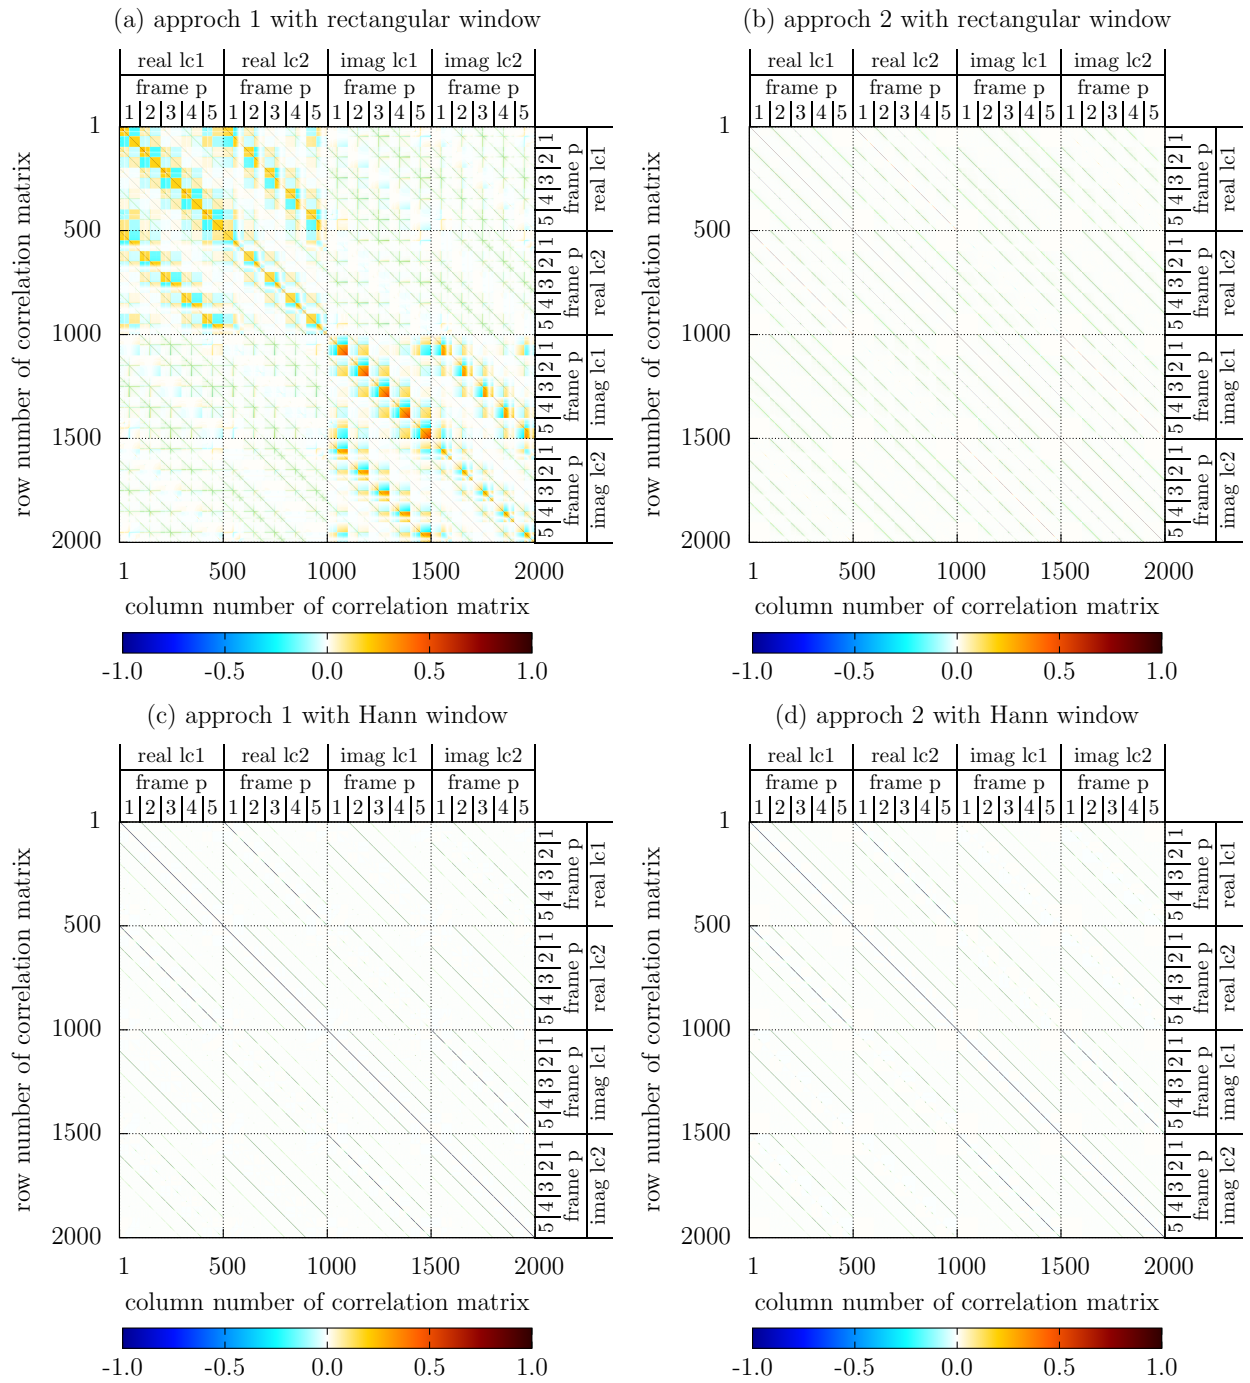 (a) approch 1 with rectangular window
real lc1 real lc2 imag lc1 imag lc2
frame p frame p frame p frame p
1 2 3 4 5 1 2 3 4 5 1 2 3 4 5 1 2 3 4 5
row number of correlation matrix
1
500
1000
1500
2000
1 2 3 4 5 frame p real lc1
1 2 3 4 5 frame p real lc2
1 2 3 4 5 frame p imag lc1
1 2 3 4 5 frame p imag lc2
1 500 1000 1500 2000
column number of correlation matrix
-1.0 -0.5 0.0 0.5 1.0
(b) approch 2 with rectangular window
real lc1 real lc2 imag lc1 imag lc2
frame p frame p frame p frame p
1 2 3 4 5 1 2 3 4 5 1 2 3 4 5 1 2 3 4 5
row number of correlation matrix
1
500
1000
1500
2000
1 2 3 4 5 frame p real lc1
1 2 3 4 5 frame p real lc2
1 2 3 4 5 frame p imag lc1
1 2 3 4 5 frame p imag lc2
1 500 1000 1500 2000
column number of correlation matrix
-1.0 -0.5 0.0 0.5 1.0
(c) approch 1 with Hann window
real lc1 real lc2 imag lc1 imag lc2
frame p frame p frame p frame p
1 2 3 4 5 1 2 3 4 5 1 2 3 4 5 1 2 3 4 5
row number of correlation matrix
1
500
1000
1500
2000
1 2 3 4 5 frame p real lc1
1 2 3 4 5 frame p real lc2
1 2 3 4 5 frame p imag lc1
1 2 3 4 5 frame p imag lc2
1 500 1000 1500 2000
column number of correlation matrix
-1.0 -0.5 0.0 0.5 1.0
(d) approch 2 with Hann window
real lc1 real lc2 imag lc1 imag lc2
frame p frame p frame p frame p
1 2 3 4 5 1 2 3 4 5 1 2 3 4 5 1 2 3 4 5
row number of correlation matrix
1
500
1000
1500
2000
1 2 3 4 5 frame p real lc1
1 2 3 4 5 frame p real lc2
1 2 3 4 5 frame p imag lc1
1 2 3 4 5 frame p imag lc2
1 500 1000 1500 2000
column number of correlation matrix
-1.0 -0.5 0.0 0.5 1.0